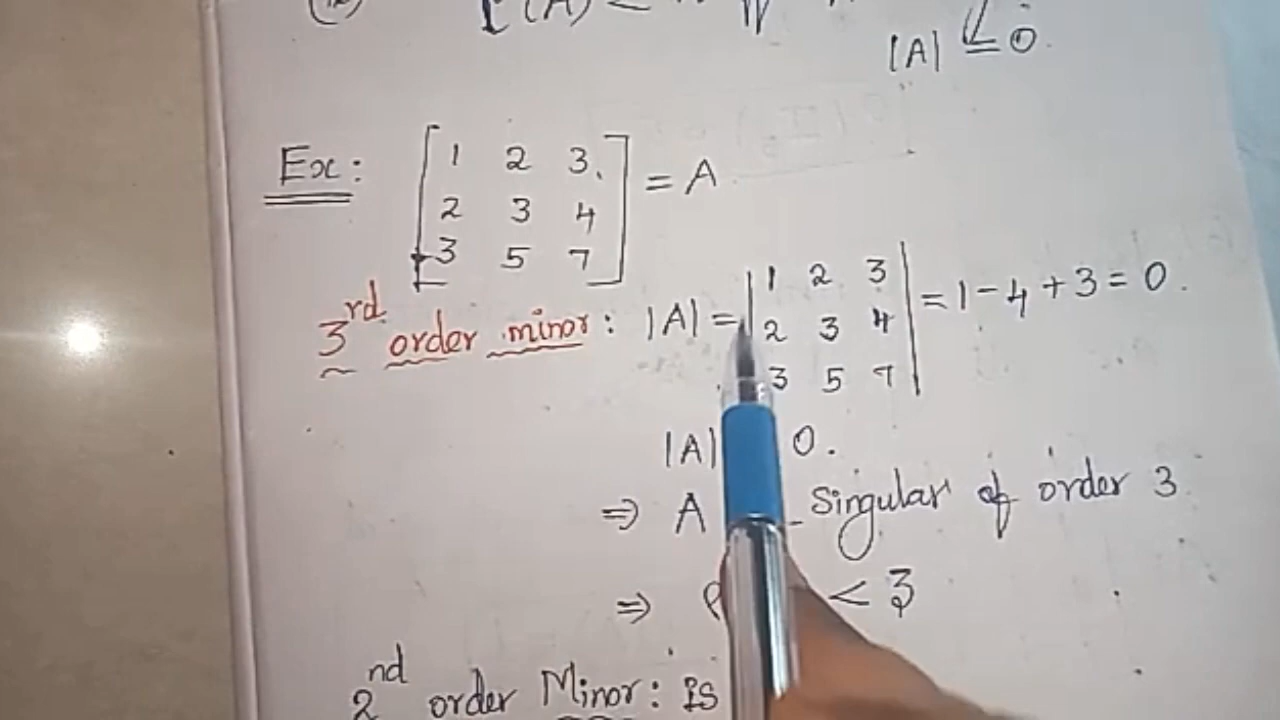 |A| ≠ 0.
Ex: [ 1 2 3 ] = A
2 3 4
3 5 7
3rd order minor: |A| = | 1 2 3 | = 1 - 4 + 3 = 0.
2 3 4
3 5 7
|A| 0.
⇒ A Singular of order 3
⇒ < 3
2nd order Minor: is